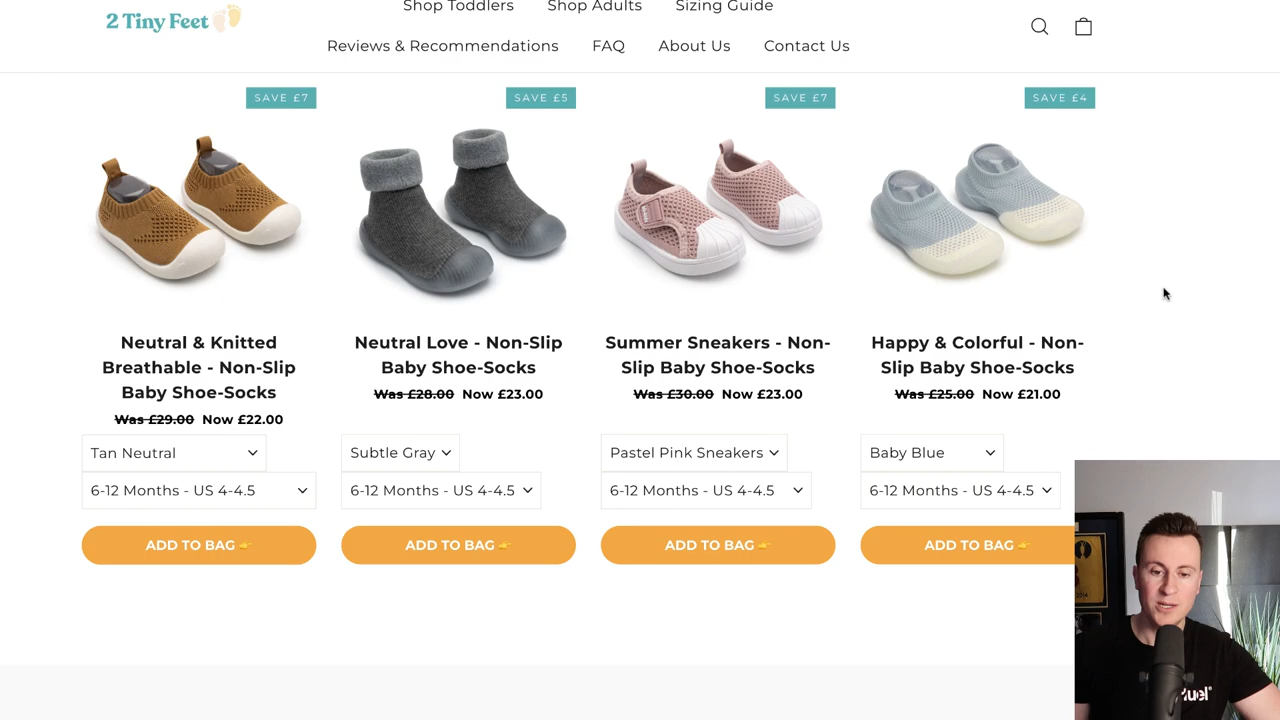 2 Tiny Feet
Shop Toddlers
Shop Adults
Sizing Guide
Reviews & Recommendations
FAQ
About Us
Contact Us
SAVE £7
SAVE £5
SAVE £7
SAVE £4
Neutral & Knitted
Breathable - Non-Slip
Baby Shoe-Socks
Was £29.00 Now £22.00
Tan Neutral
6-12 Months - US 4-4.5
ADD TO BAG 👉
Neutral Love - Non-Slip
Baby Shoe-Socks
Was £28.00 Now £23.00
Subtle Gray
6-12 Months - US 4-4.5
ADD TO BAG 👉
Summer Sneakers - Non-
Slip Baby Shoe-Socks
Was £30.00 Now £23.00
Pastel Pink Sneakers
6-12 Months - US 4-4.5
ADD TO BAG 👉
Happy & Colorful - Non-
Slip Baby Shoe-Socks
Was £25.00 Now £21.00
Baby Blue
6-12 Months - US 4-4.5
ADD TO BAG 👉